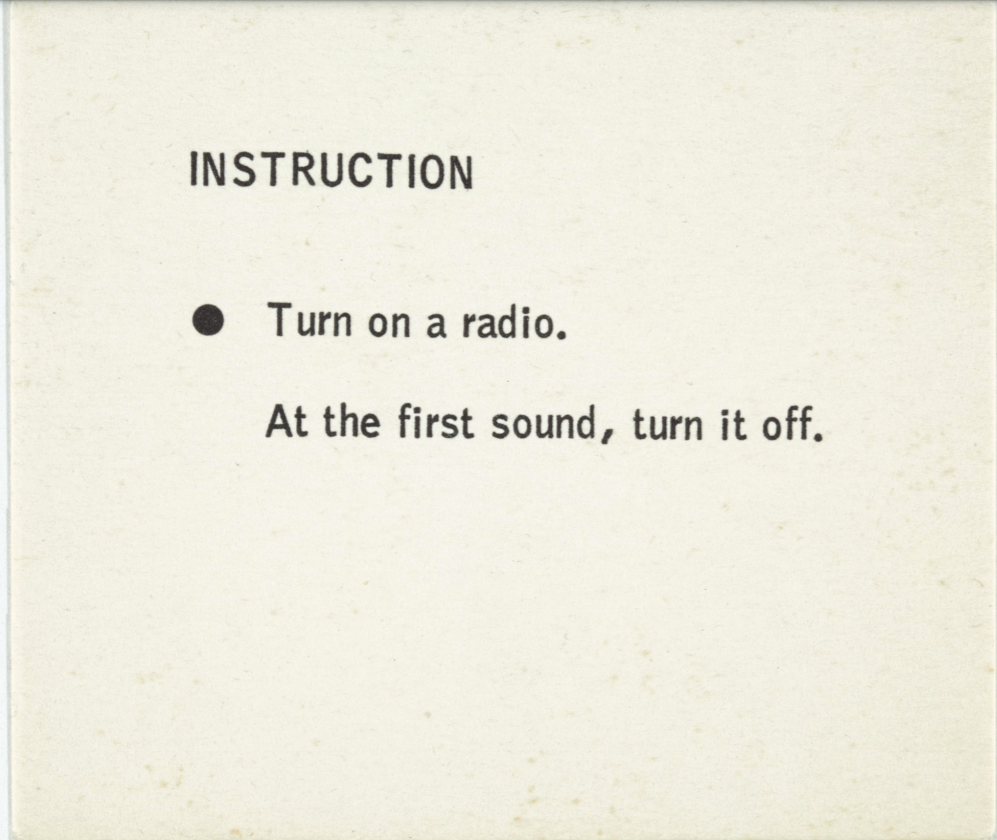 INSTRUCTION
● Turn on a radio.
At the first sound, turn it off.